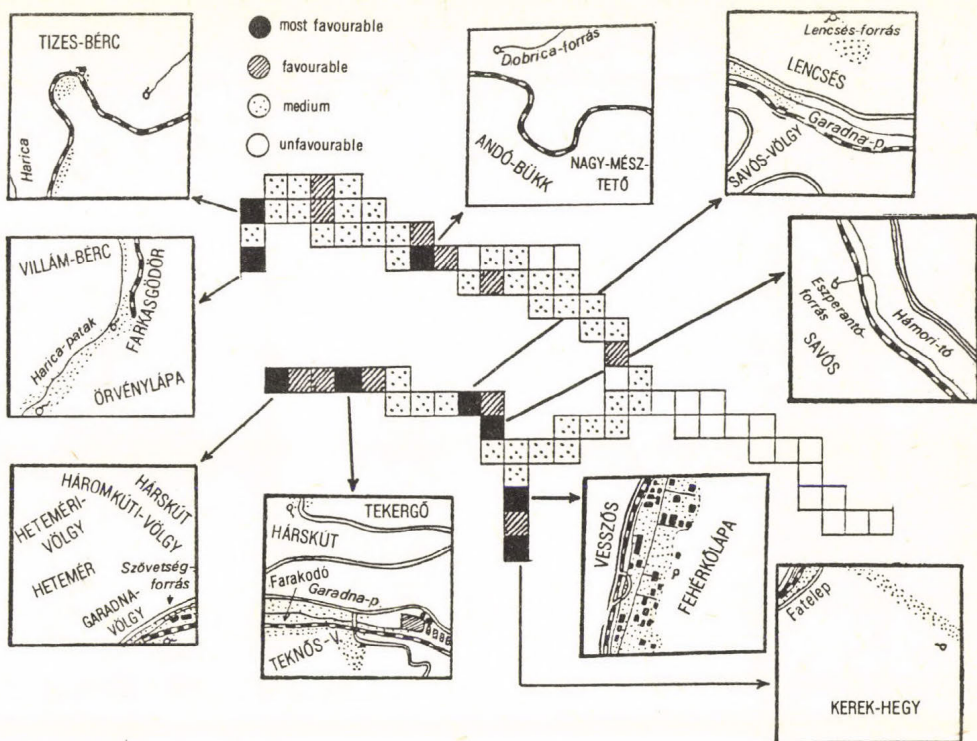 TIZES-BÉRC
Harica
most favourable
favourable
medium
unfavourable
Dobrica-forrás
ANDÓ-BÜKK
NAGY-MÉSZ-
TETŐ
Lencsés-forrás
LENCSÉS
Garadna-p.
SAVÓS-VÖLGY
VILLÁM-BÉRC
FARKASGÖDÖR
Harica-patak
ÖRVÉNYLÁPA
Eszperantó-
forrás
Hámori-tó
SAVÓS
HÁRSKÚT
HÁROMKÚTI-VÖLGY
HETEMÉRI-
VÖLGY
HETEMÉR
Szövetség-
forrás
GARADNA-
VÖLGY
TEKERGŐ
HÁRSKÚT
Farakodó
Garadna-p.
TEKNŐS-V.
VESSZŐS
FEHÉRKŐLÁPA
Fatelep
KEREK-HEGY